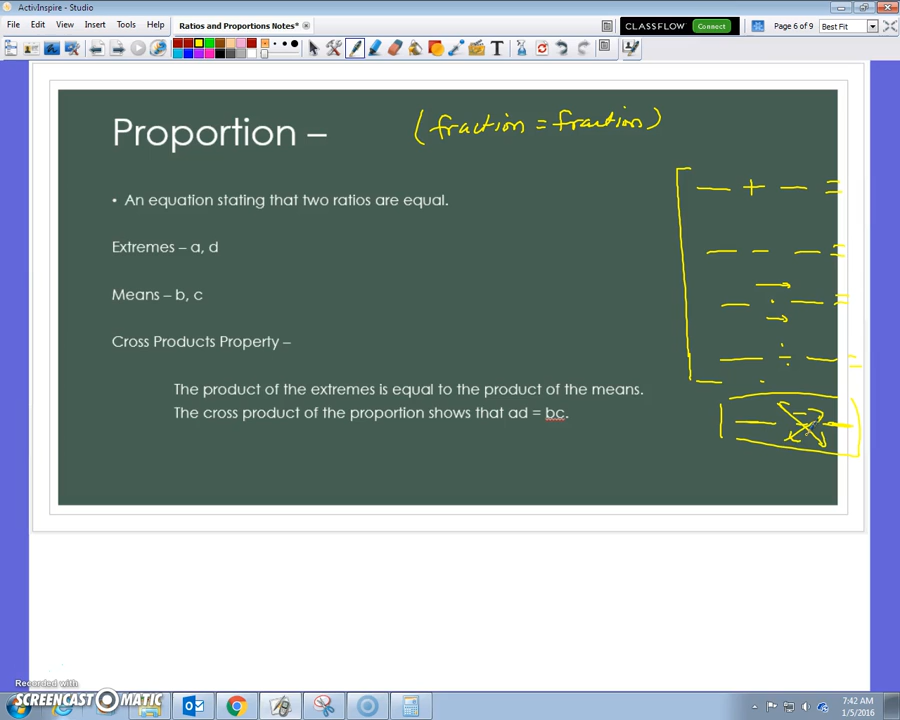 ActivInspire - Studio
File Edit View Insert Tools Help
Ratios and Proportions Notes*
CLASSFLOW Connect
Page 6 of 9
Best Fit
Proportion –
(fraction = fraction)
• An equation stating that two ratios are equal.
Extremes – a, d
Means – b, c
Cross Products Property –
The product of the extremes is equal to the product of the means.
The cross product of the proportion shows that ad = bc.
— + — =
— - — =
— · — =
— ÷ — =
— = —
Recorded with
SCREENCAST MATIC
7:42 AM
1/5/2016